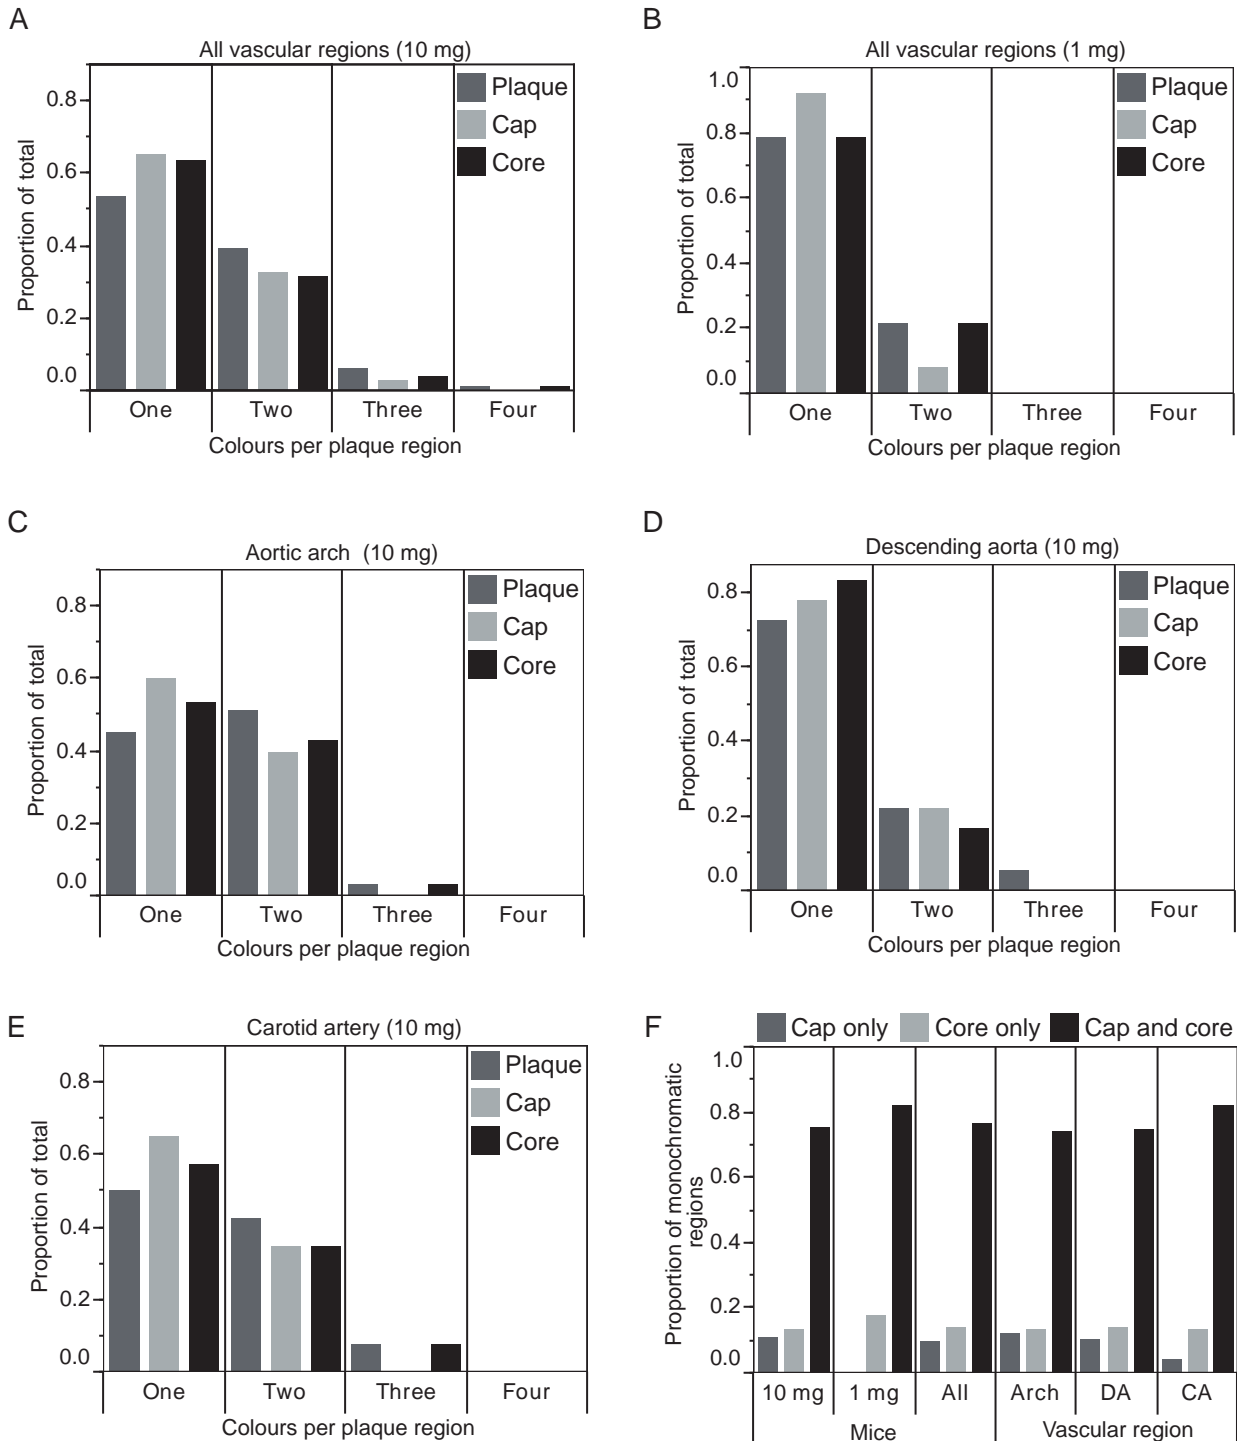 A
All vascular regions (10 mg)
Proportion of total
0.8
0.6
0.4
0.2
0.0
Plaque
Cap
Core
One Two Three Four
Colours per plaque region
B
All vascular regions (1 mg)
Proportion of total
1.0
0.8
0.6
0.4
0.2
0.0
Plaque
Cap
Core
One Two Three Four
Colours per plaque region
C
Aortic arch (10 mg)
Proportion of total
0.8
0.6
0.4
0.2
0.0
Plaque
Cap
Core
One Two Three Four
Colours per plaque region
D
Descending aorta (10 mg)
Proportion of total
0.8
0.6
0.4
0.2
0.0
Plaque
Cap
Core
One Two Three Four
Colours per plaque region
E
Carotid artery (10 mg)
Proportion of total
0.8
0.6
0.4
0.2
0.0
Plaque
Cap
Core
One Two Three Four
Colours per plaque region
F
Cap only Core only Cap and core
Proportion of monochromatic
regions
1.0
0.8
0.6
0.4
0.2
0.0
10 mg 1 mg All Arch DA CA
Mice Vascular region